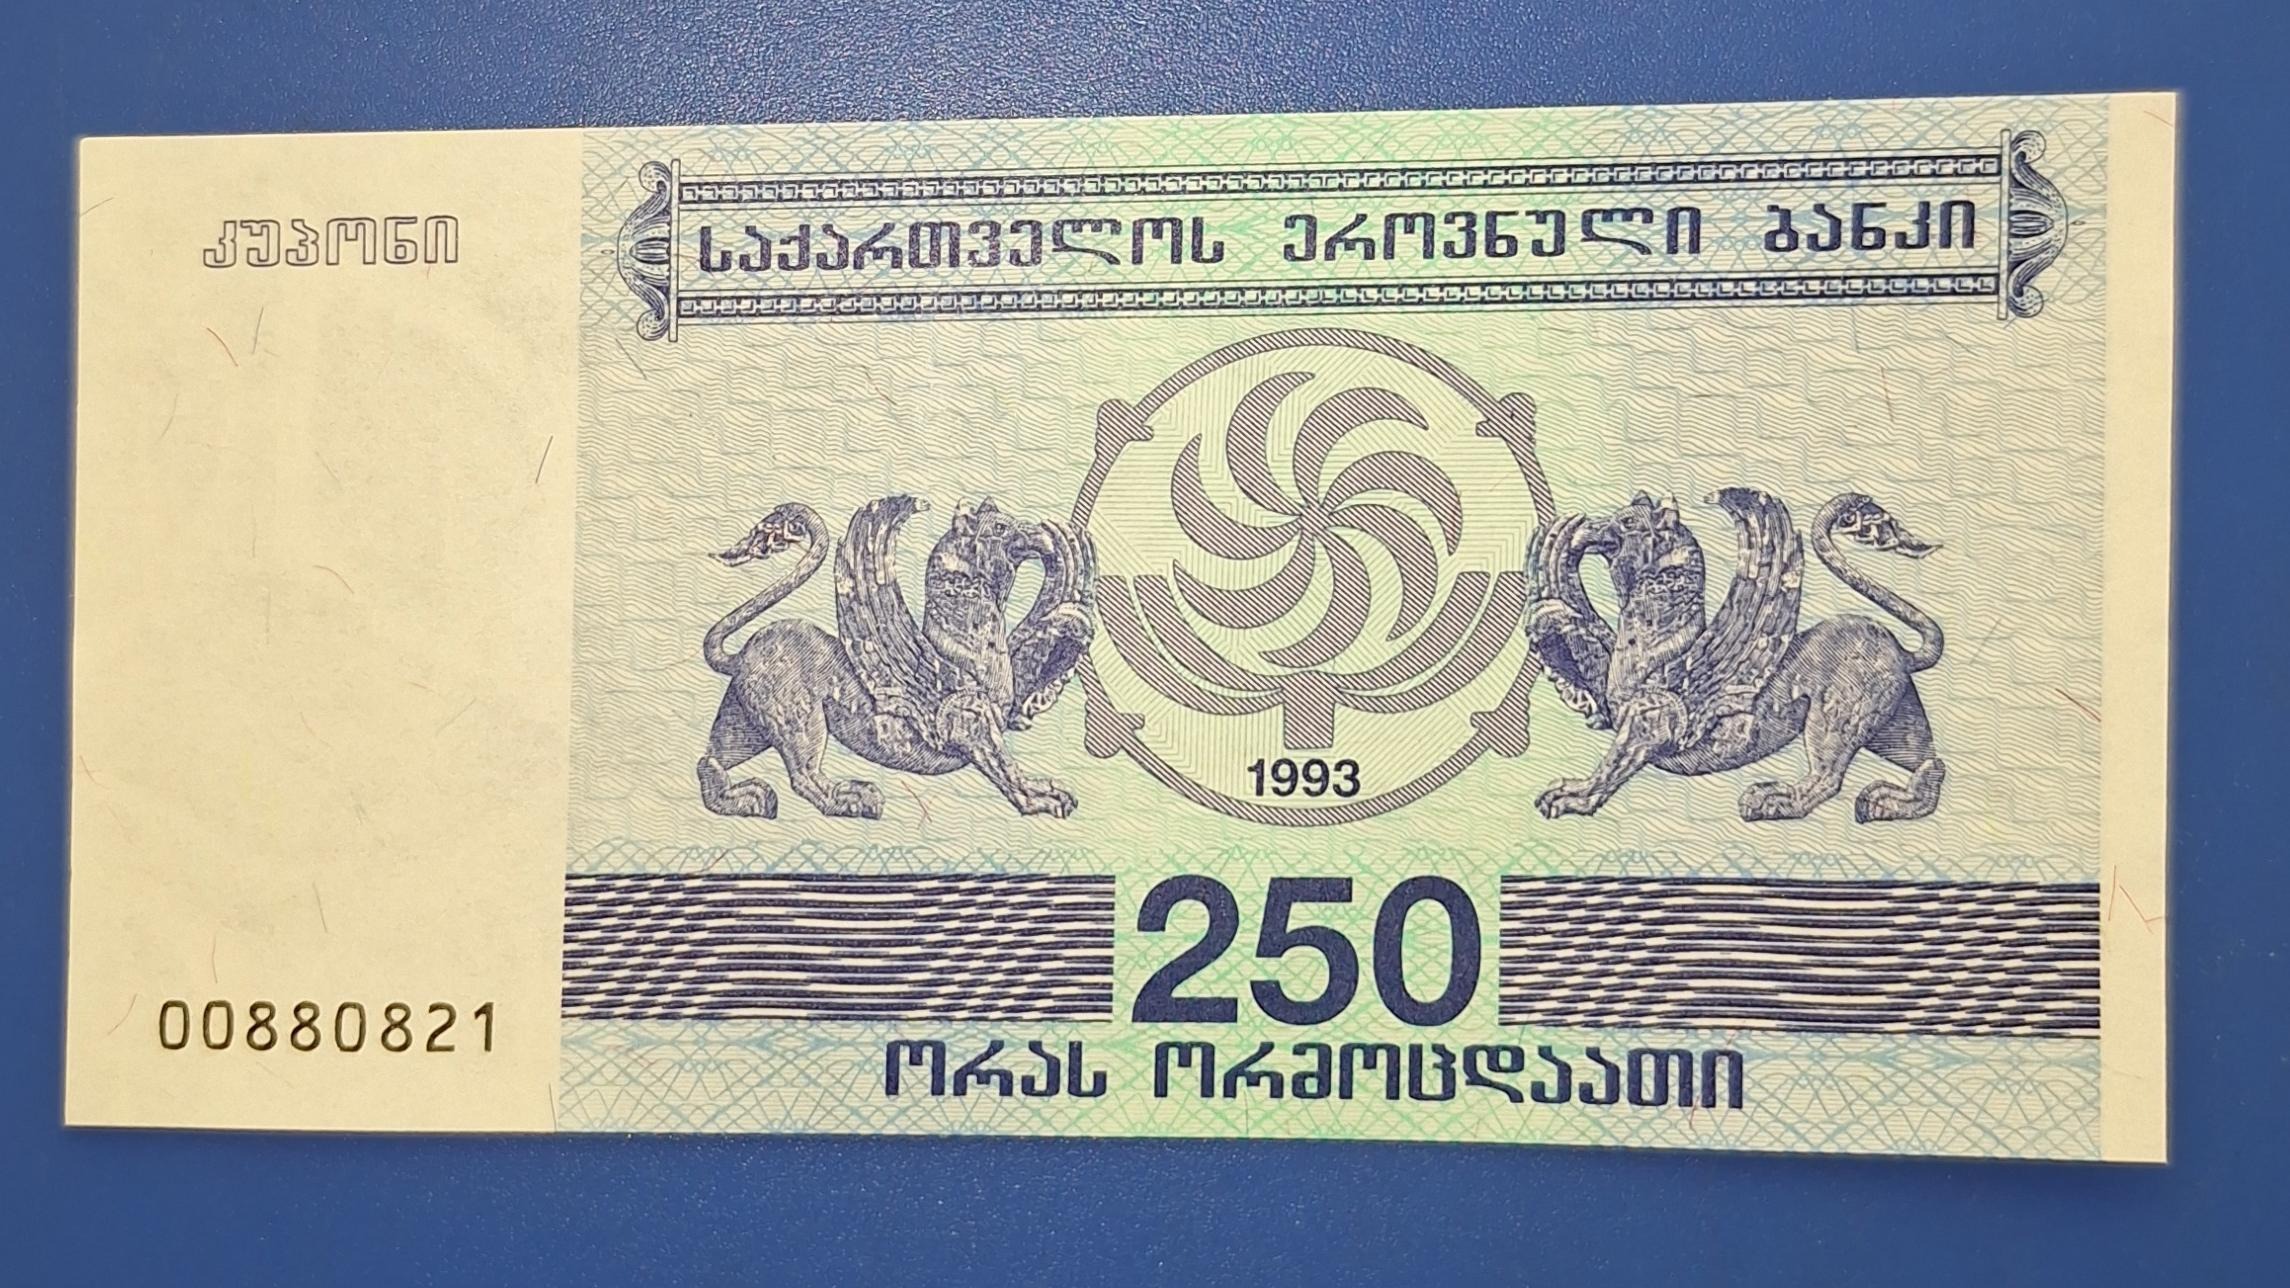 კუპონი
საქართველოს ეროვნული ბანკი
1993
250
00880821
ორას ორმოცდაათი